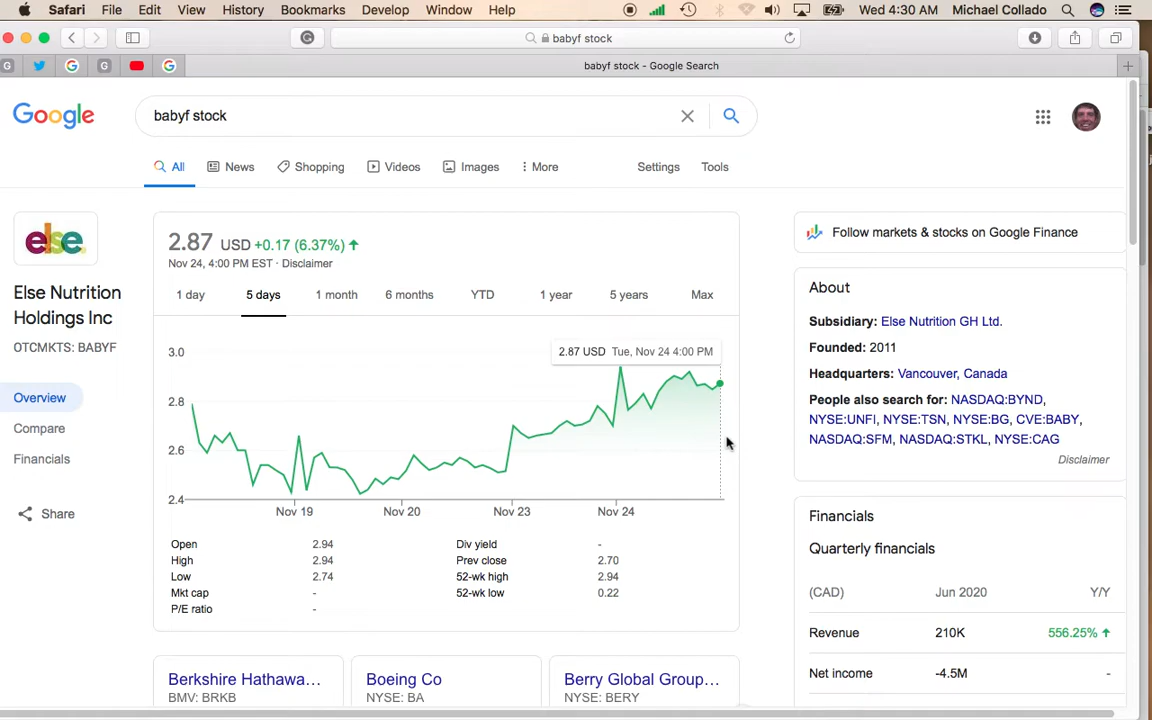 Safari File Edit View History Bookmarks Develop Window Help Wed 4:30 AM Michael Collado
babyf stock
babyf stock - Google Search
Google
babyf stock
All News Shopping Videos Images More Settings Tools
else
Else Nutrition
Holdings Inc
OTCMKTS: BABYF
Overview
Compare
Financials
Share
2.87 USD +0.17 (6.37%)
Nov 24, 4:00 PM EST · Disclaimer
1 day 5 days 1 month 6 months YTD 1 year 5 years Max
2.87 USD Tue, Nov 24 4:00 PM
3.0
2.8
2.6
2.4
Nov 19 Nov 20 Nov 23 Nov 24
Open 2.94 Div yield -
High 2.94 Prev close 2.70
Low 2.74 52-wk high 2.94
Mkt cap - 52-wk low 0.22
P/E ratio -
Berkshire Hathawa... Boeing Co Berry Global Group...
BMV: BRKB NYSE: BA NYSE: BERY
Follow markets & stocks on Google Finance
About
Subsidiary: Else Nutrition GH Ltd.
Founded: 2011
Headquarters: Vancouver, Canada
People also search for: NASDAQ:BYND,
NYSE:UNFI, NYSE:TSN, NYSE:BG, CVE:BABY,
NASDAQ:SFM, NASDAQ:STKL, NYSE:CAG
Disclaimer
Financials
Quarterly financials
(CAD) Jun 2020 Y/Y
Revenue 210K 556.25%
Net income -4.5M -